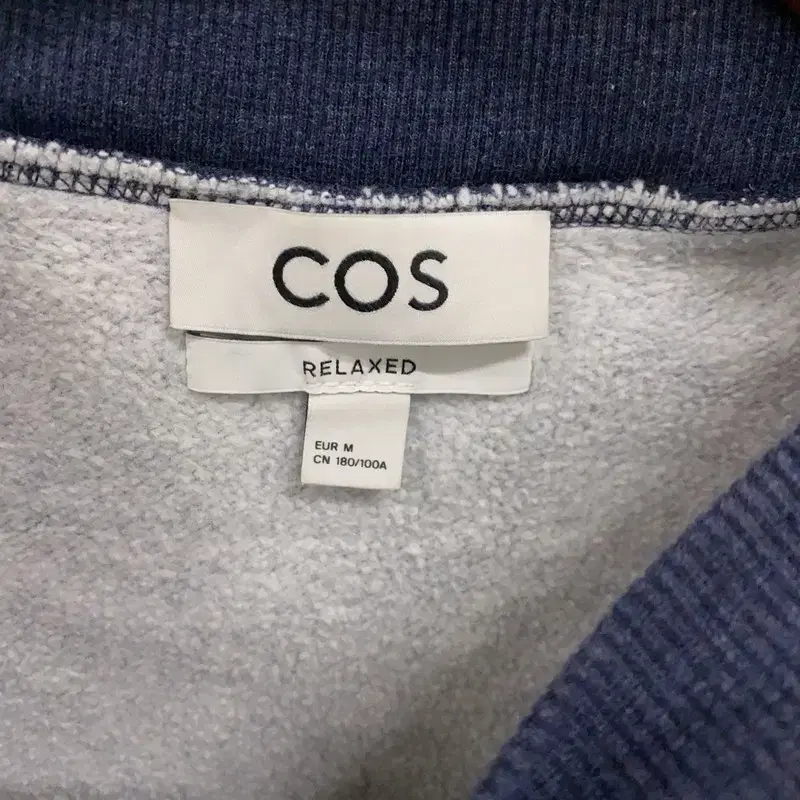 COS
RELAXED
EUR M
CN 180/100A